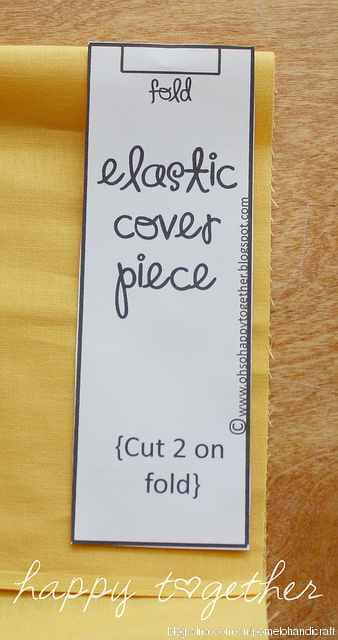 fold
elastic
cover
piece
© www.ohsohappytogether.blogspot.com
{Cut 2 on
fold}
happy together